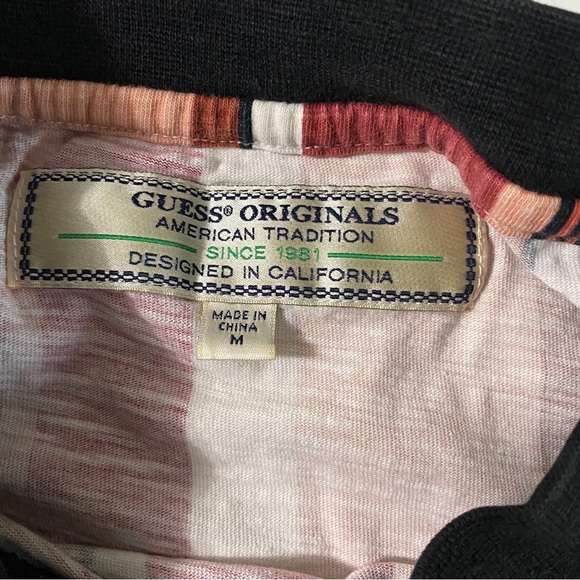 GUESS® ORIGINALS
AMERICAN TRADITION
SINCE 1981
DESIGNED IN CALIFORNIA
MADE IN
CHINA
M